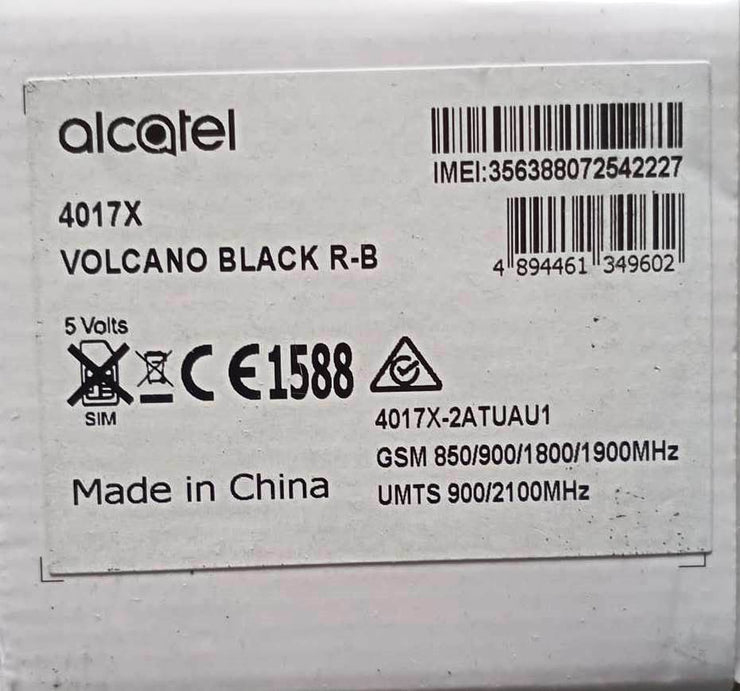 alcatel
IMEI:356388072542227
4017X
VOLCANO BLACK R-B
4 894461 349602
5 Volts
CE1588
SIM
4017X-2ATUAU1
GSM 850/900/1800/1900MHz
Made in China
UMTS 900/2100MHz